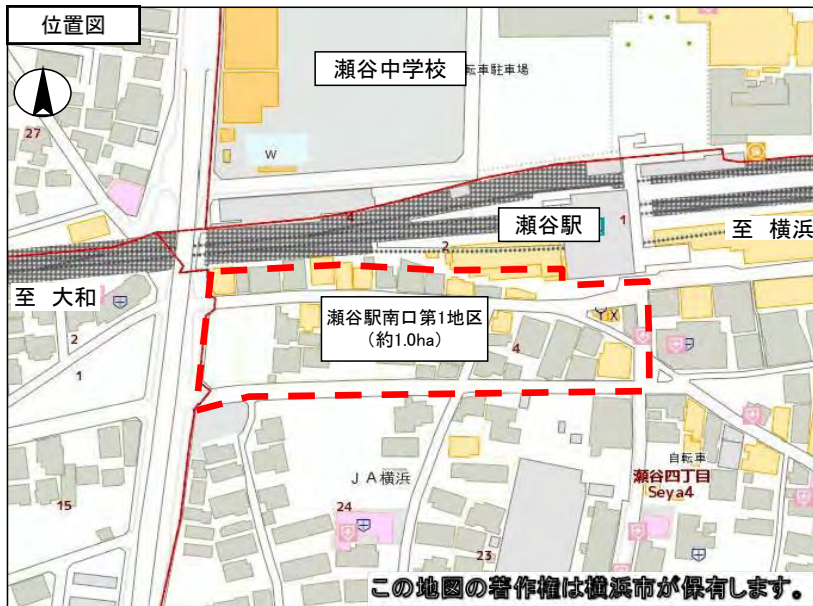 位置図
瀬谷中学校
転車駐車場
27
W
4
瀬谷駅
1
至 横浜
2
至 大和
瀬谷駅南口第1地区
(約1.0ha)
Y X
2
4
1
自転車
瀬谷四丁目
Seya4
JA横浜
15
24
23
この地図の著作権は横浜市が保有します。